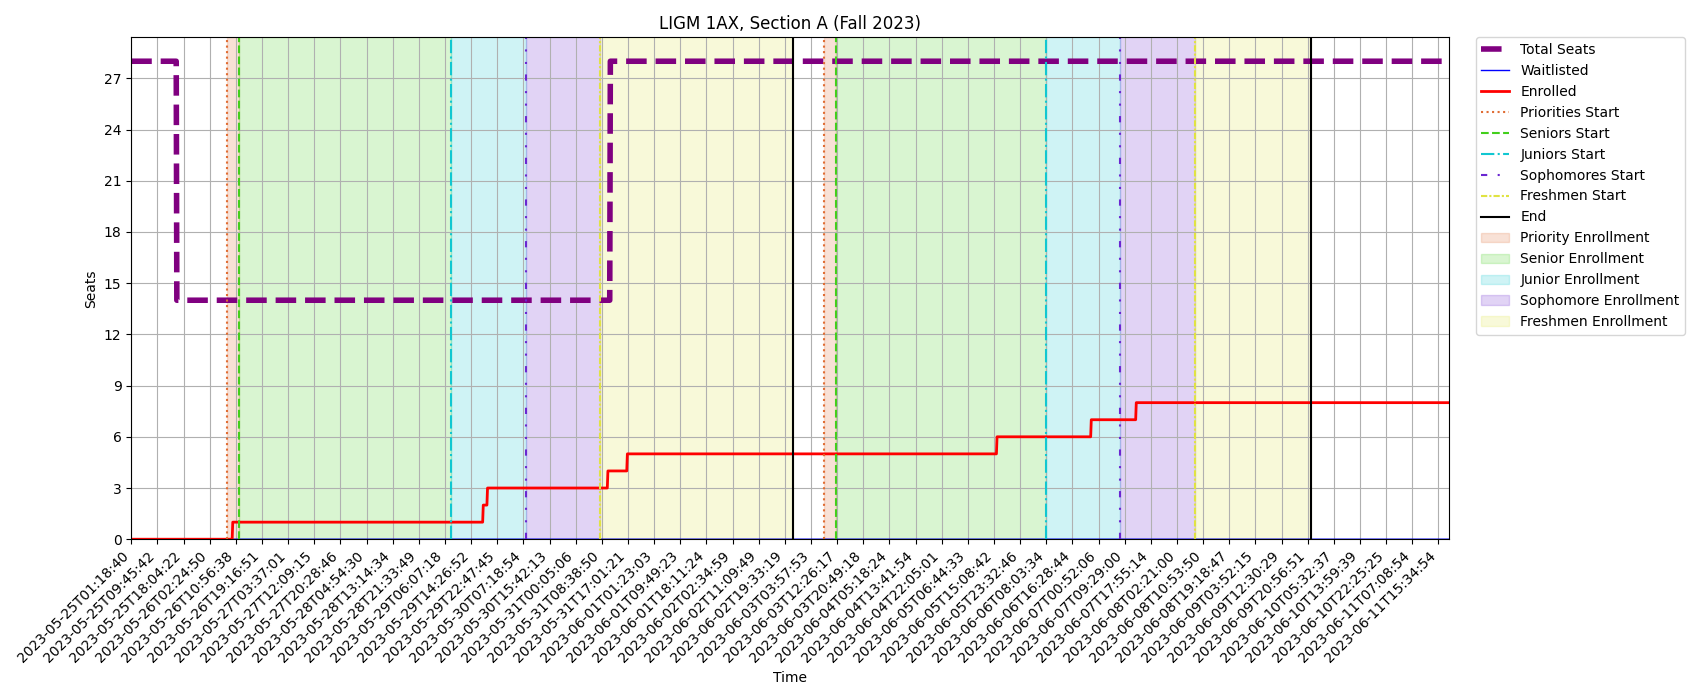 LIGM 1AX, Section A (Fall 2023)
Total Seats
Waitlisted
Enrolled
Priorities Start
Seniors Start
Juniors Start
Sophomores Start
Freshmen Start
End
Priority Enrollment
Senior Enrollment
Junior Enrollment
Sophomore Enrollment
Freshmen Enrollment
Seats
27
24
21
18
15
12
9
6
3
0
2023-05-25T01:18:40
2023-05-25T09:45:42
2023-05-25T18:04:22
2023-05-26T02:24:50
2023-05-26T10:56:38
2023-05-26T19:16:51
2023-05-27T03:37:01
2023-05-27T12:09:15
2023-05-27T20:28:46
2023-05-28T04:54:30
2023-05-28T13:14:34
2023-05-28T21:33:49
2023-05-29T06:07:18
2023-05-29T14:26:52
2023-05-29T22:47:45
2023-05-30T07:18:54
2023-05-30T15:42:13
2023-05-31T00:05:06
2023-05-31T08:38:50
2023-05-31T17:01:21
2023-06-01T01:23:03
2023-06-01T09:49:23
2023-06-01T18:11:24
2023-06-02T02:34:59
2023-06-02T11:09:49
2023-06-02T19:33:19
2023-06-03T03:57:53
2023-06-03T12:26:17
2023-06-03T20:49:18
2023-06-04T05:18:24
2023-06-04T13:41:54
2023-06-04T22:05:01
2023-06-05T06:44:33
2023-06-05T15:08:42
2023-06-05T23:32:46
2023-06-06T08:03:34
2023-06-06T16:28:44
2023-06-07T00:52:06
2023-06-07T09:29:00
2023-06-07T17:55:14
2023-06-08T02:21:00
2023-06-08T10:53:50
2023-06-08T19:18:47
2023-06-09T03:52:15
2023-06-09T12:30:29
2023-06-09T20:56:51
2023-06-10T05:32:37
2023-06-10T13:59:39
2023-06-10T22:25:25
2023-06-11T07:08:54
2023-06-11T15:34:54
Time